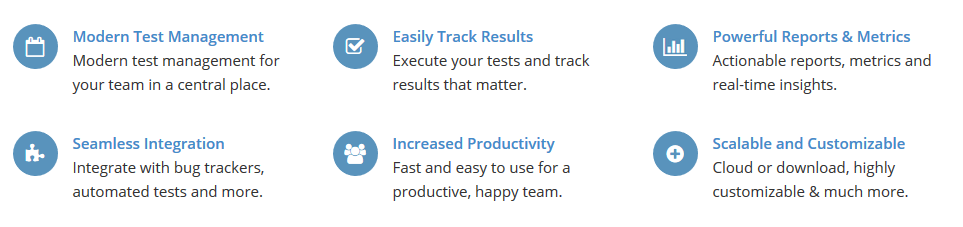 Modern Test Management
Modern test management for
your team in a central place.
Easily Track Results
Execute your tests and track
results that matter.
Powerful Reports & Metrics
Actionable reports, metrics and
real-time insights.
Seamless Integration
Integrate with bug trackers,
automated tests and more.
Increased Productivity
Fast and easy to use for a
productive, happy team.
Scalable and Customizable
Cloud or download, highly
customizable & much more.